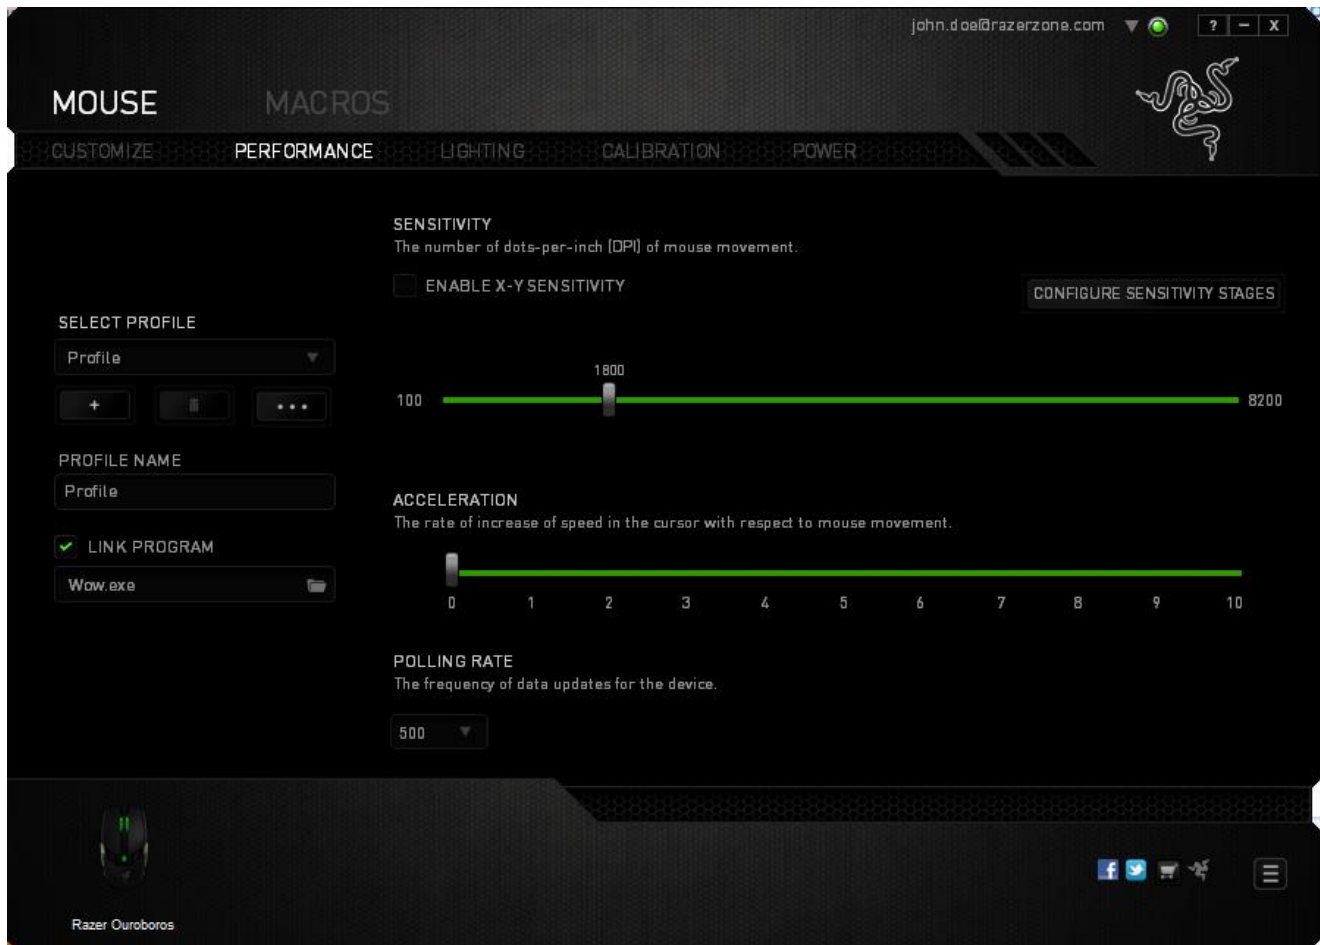 john.doe@razerzone.com
? – X
MOUSE MACROS
CUSTOMIZE PERFORMANCE LIGHTING CALIBRATION POWER
SENSITIVITY
The number of dots-per-inch (DPI) of mouse movement.
ENABLE X-Y SENSITIVITY
CONFIGURE SENSITIVITY STAGES
SELECT PROFILE
Profile
1800
100 8200
+ •••
PROFILE NAME
Profile
ACCELERATION
The rate of increase of speed in the cursor with respect to mouse movement.
LINK PROGRAM
Wow.exe
0 1 2 3 4 5 6 7 8 9 10
POLLING RATE
The frequency of data updates for the device.
500
f
Razer Ouroboros